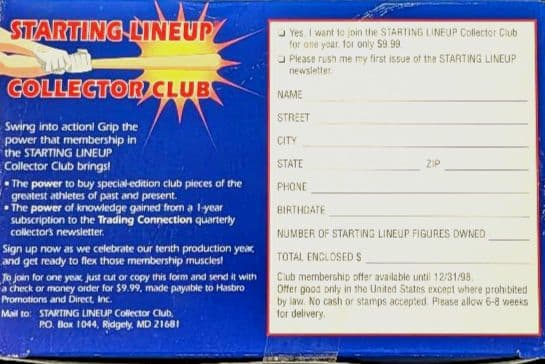 STARTING LINEUP
COLLECTOR CLUB
Swing into action! Grip the
power that membership in
the STARTING LINEUP
Collector Club brings!
• The power to buy special-edition club pieces of the
greatest athletes of past and present.
• The power of knowledge gained from a 1-year
subscription to the Trading Connection quarterly
collector's newsletter.
Sign up now as we celebrate our tenth production year,
and get ready to flex those membership muscles!
To join for one year, just cut or copy this form and send it with
a check or money order for $9.99, made payable to Hasbro
Promotions and Direct, Inc.
Mail to: STARTING LINEUP Collector Club,
P.O. Box 1044, Ridgely, MD 21681
❏ Yes, I want to join the STARTING LINEUP Collector Club
for one year, for only $9.99.
❏ Please rush me my first issue of the STARTING LINEUP
newsletter.
NAME
STREET
CITY
STATE ZIP
PHONE
BIRTHDATE
NUMBER OF STARTING LINEUP FIGURES OWNED
TOTAL ENCLOSED $
Club membership offer available until 12/31/98.
Offer good only in the United States except where prohibited
by law. No cash or stamps accepted. Please allow 6-8 weeks
for delivery.